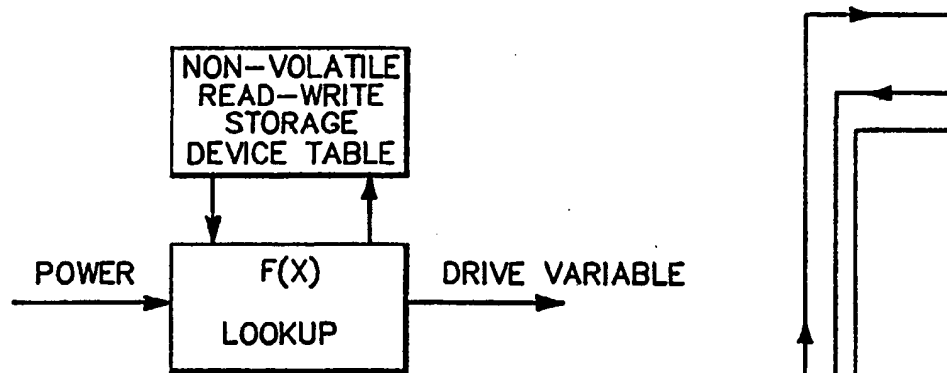 NON-VOLATILE
READ-WRITE
STORAGE
DEVICE TABLE
POWER
F(X)
DRIVE VARIABLE
LOOKUP